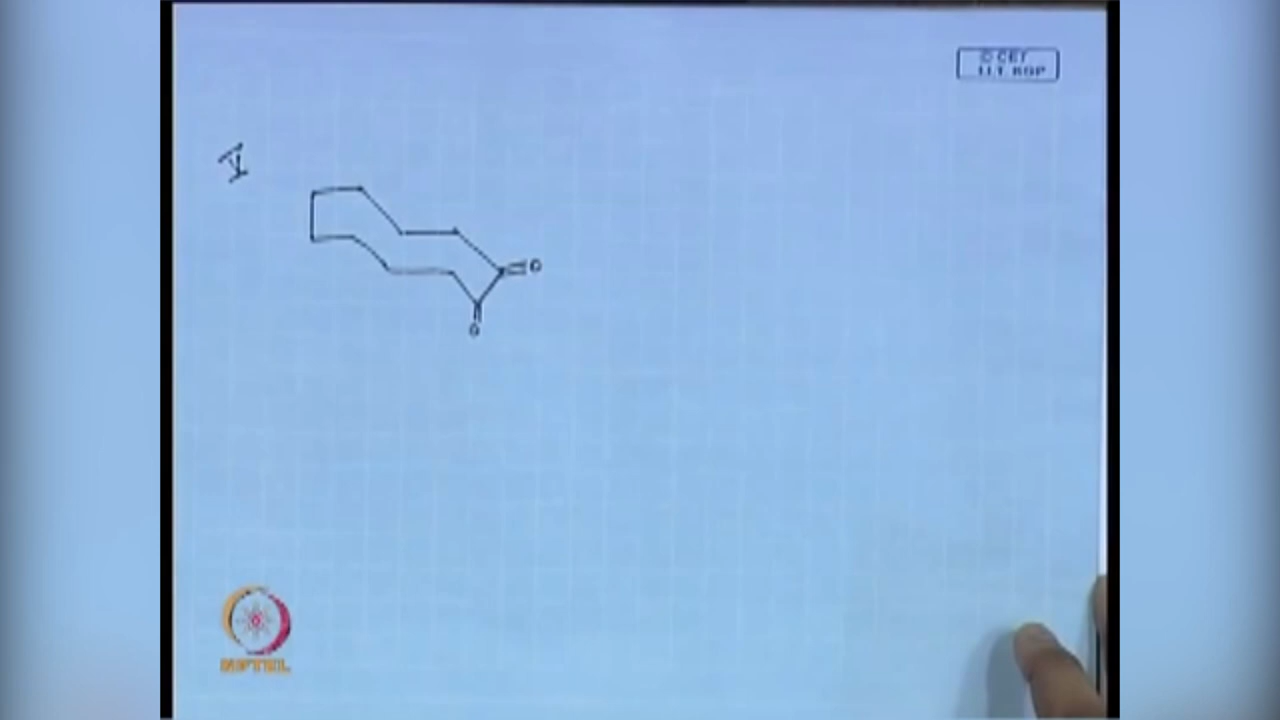 © CET
I.I.T. KGP
V
O
O
NPTEL